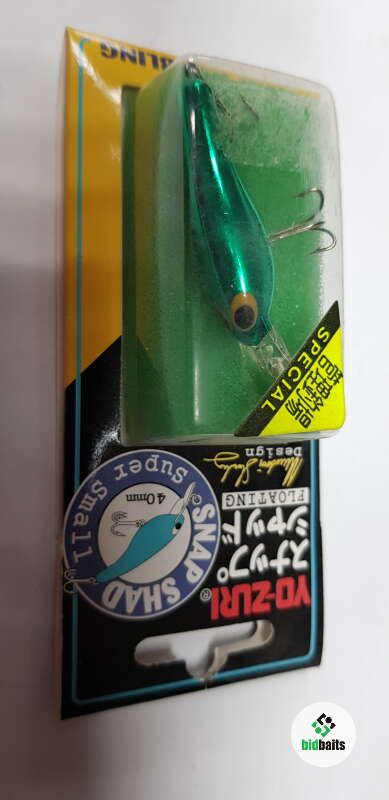 YO-ZURI®
スナップ
シャッド
FLOATING
Design
SNAP SHAD
Super Small
40mm
SPECIAL
BLING
bidbaits